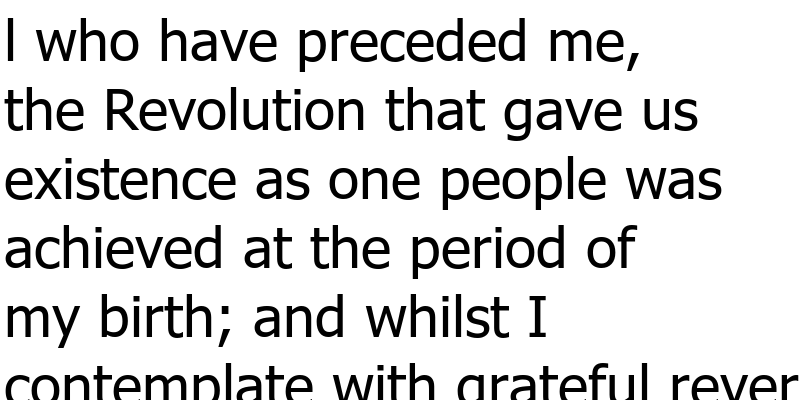 l who have preceded me,
the Revolution that gave us
existence as one people was
achieved at the period of
my birth; and whilst I
contemplate with grateful rever